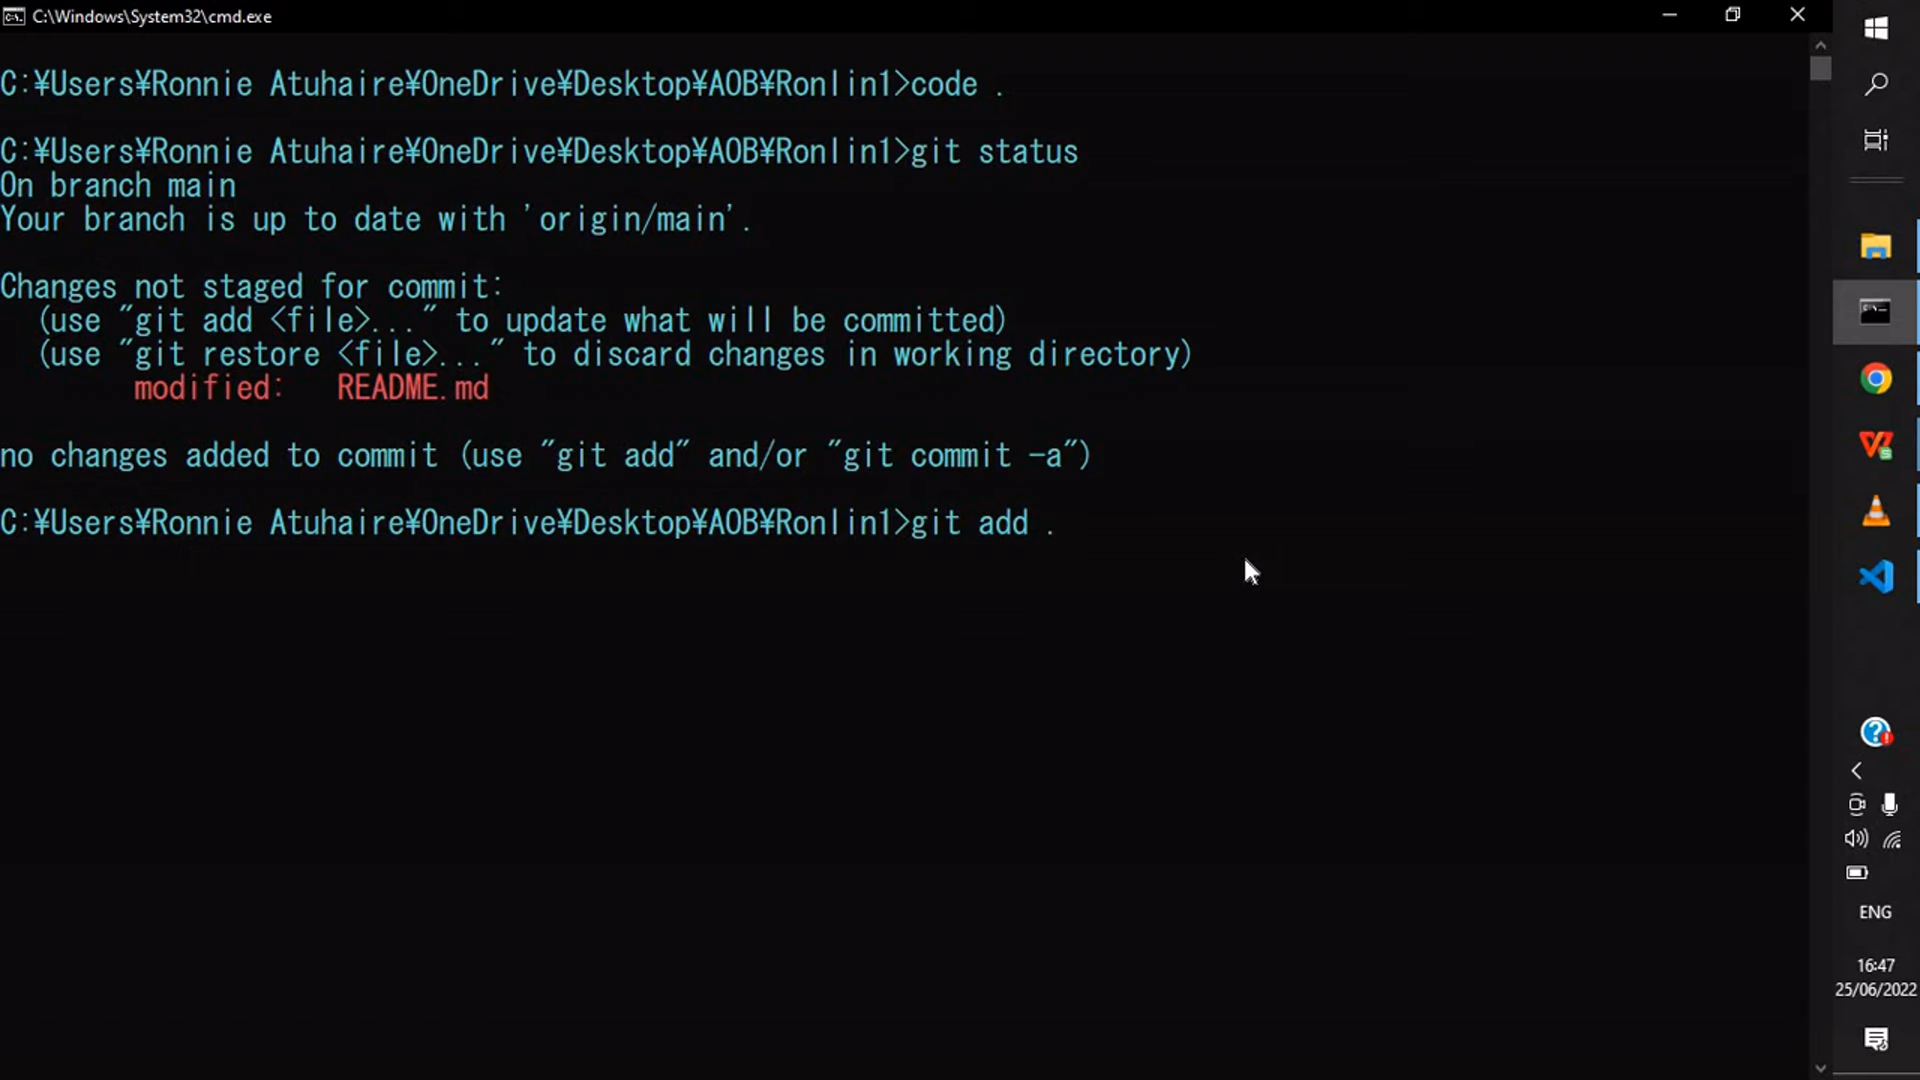 C:\Windows\System32\cmd.exe
C:¥Users¥Ronnie Atuhaire¥OneDrive¥Desktop¥AOB¥Ronlin1>code .
C:¥Users¥Ronnie Atuhaire¥OneDrive¥Desktop¥AOB¥Ronlin1>git status
On branch main
Your branch is up to date with 'origin/main'.
Changes not staged for commit:
(use "git add <file>..." to update what will be committed)
(use "git restore <file>..." to discard changes in working directory)
modified: README.md
no changes added to commit (use "git add" and/or "git commit -a")
C:¥Users¥Ronnie Atuhaire¥OneDrive¥Desktop¥AOB¥Ronlin1>git add .
ENG
16:47
25/06/2022